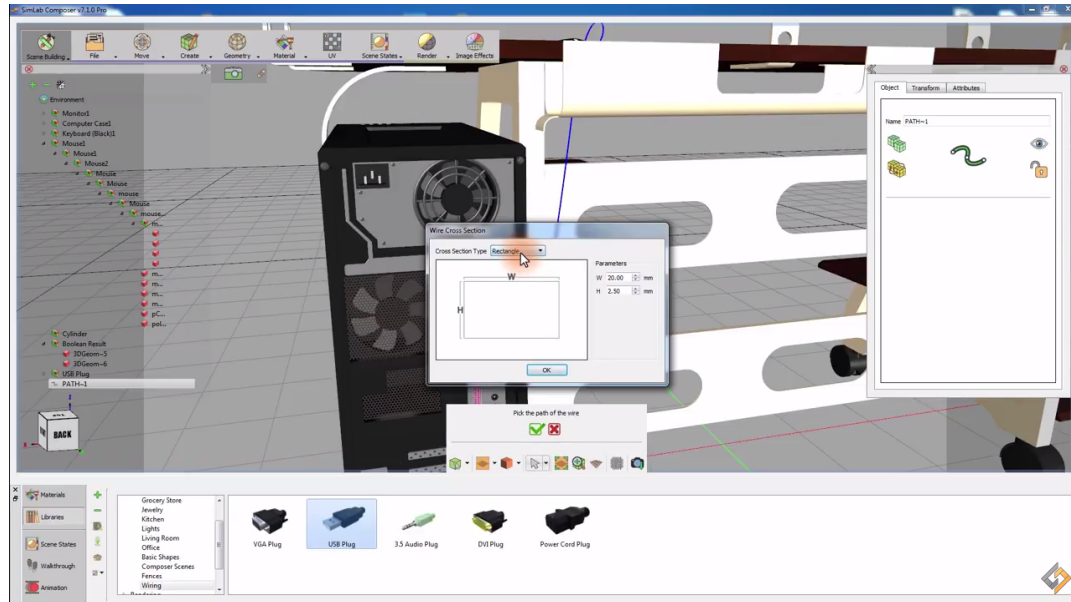 SimLab Composer v7.1.0 Pro
Scene Building
File
Move
Create
Geometry
Material
UV
Scene States
Render
Image Effects
Environment
Monitor1
Computer Case1
Keyboard (Black)1
Mouse1
Mouse1
Mouse2
Mouse
Mouse
mouse
Mouse
mouse...
m...
m...
m...
m...
m...
pC...
pol...
Cylinder
Boolean Result
3DGeom~5
3DGeom~6
USB Plug
PATH~1
BACK
Object
Transform
Attributes
Name PATH~1
Wire Cross Section
Cross Section Type Rectangle
Parameters
W 20.00 mm
H 2.50 mm
W
H
OK
Pick the path of the wire
Materials
Libraries
Scene States
Walkthrough
Animation
Grocery Store
Jewelry
Kitchen
Lights
Living Room
Office
Basic Shapes
Composer Scenes
Fences
Wiring
VGA Plug
USB Plug
3.5 Audio Plug
DVI Plug
Power Cord Plug